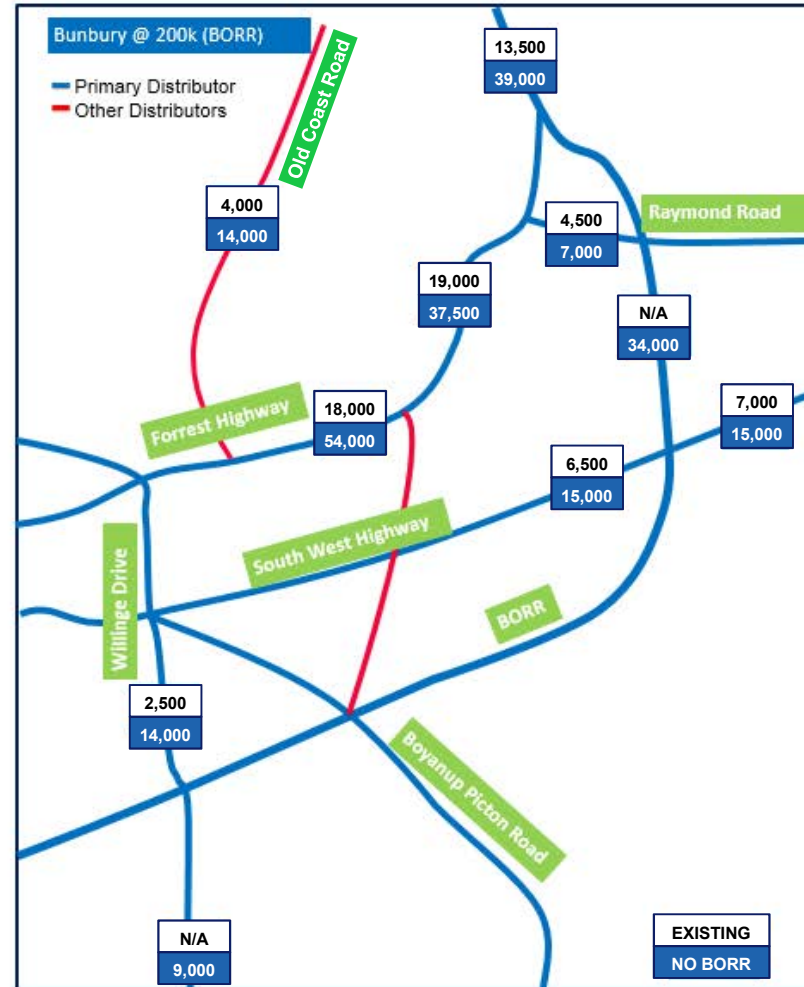 Bunbury @ 200k (BORR)
Primary Distributor
Other Distributors
Old Coast Road
13,500
39,000
4,000
14,000
4,500
7,000
Raymond Road
19,000
37,500
N/A
34,000
Forrest Highway
18,000
54,000
7,000
15,000
6,500
15,000
South West Highway
Willinge Drive
BORR
2,500
14,000
Boyanup Picton Road
N/A
9,000
EXISTING
NO BORR